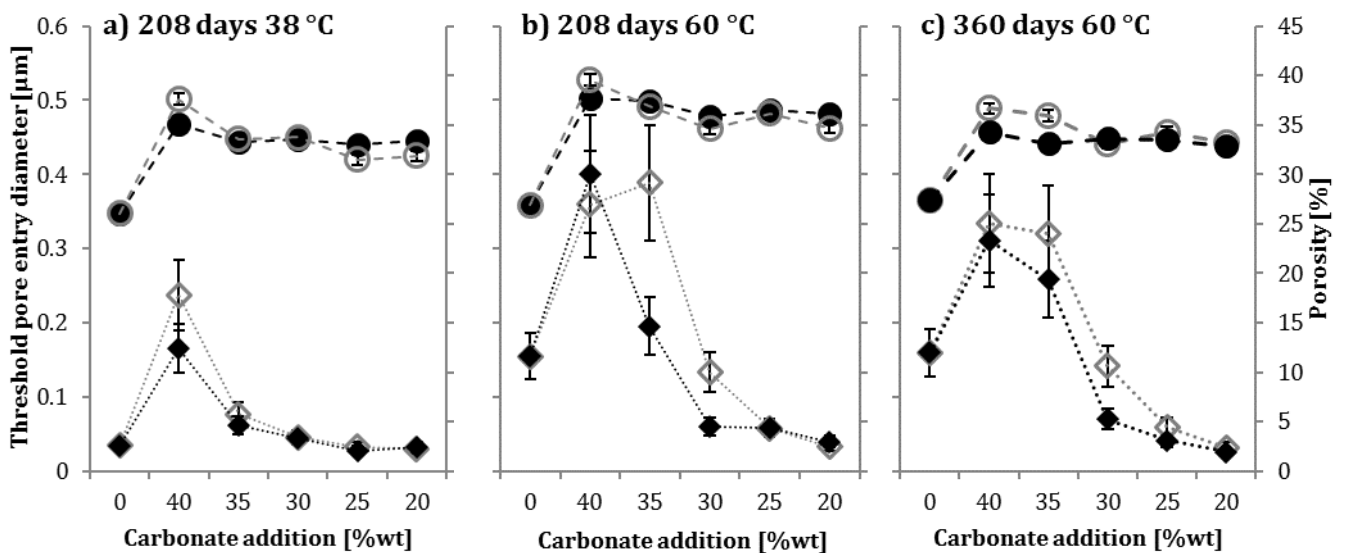 a) 208 days 38 °C
b) 208 days 60 °C
c) 360 days 60 °C
Threshold pore entry diameter [µm]
0.6
0.5
0.4
0.3
0.2
0.1
0
45
40
35
30
25
20
15
10
5
0
Porosity [%]
0 40 35 30 25 20
0 40 35 30 25 20
0 40 35 30 25 20
Carbonate addition [%wt]
Carbonate addition [%wt]
Carbonate addition [%wt]